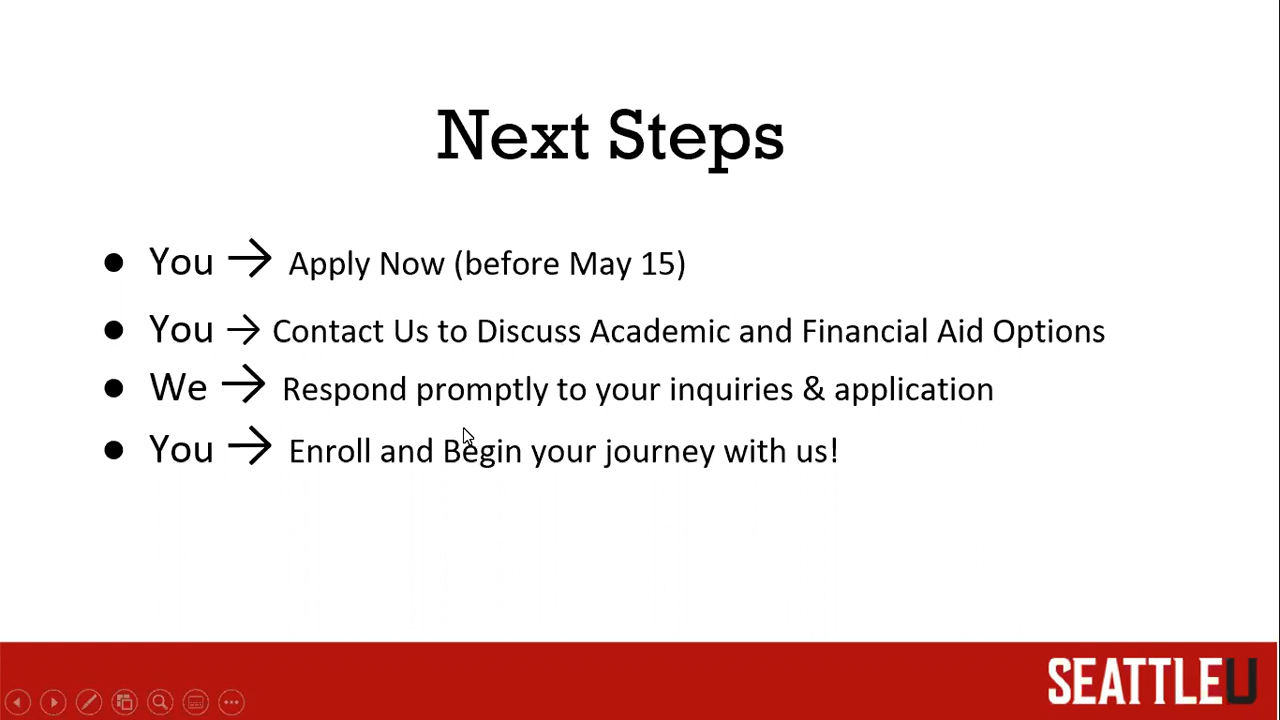 Next Steps
● You → Apply Now (before May 15)
● You → Contact Us to Discuss Academic and Financial Aid Options
● We → Respond promptly to your inquiries & application
● You → Enroll and Begin your journey with us!
SEATTLEU